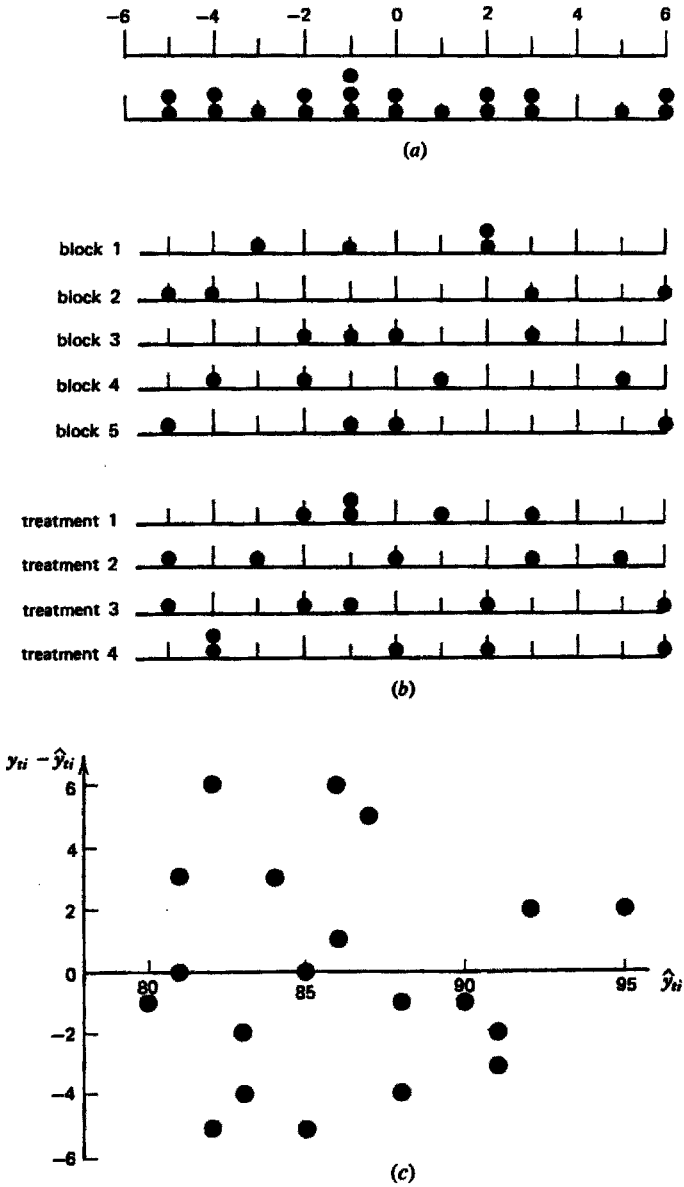 −6 −4 −2 0 2 4 6
(a)
block 1
block 2
block 3
block 4
block 5
treatment 1
treatment 2
treatment 3
treatment 4
(b)
y_ti − ŷ_ti
6
4
2
0
80 85 90 95 ŷ_ti
−2
−4
−6
(c)